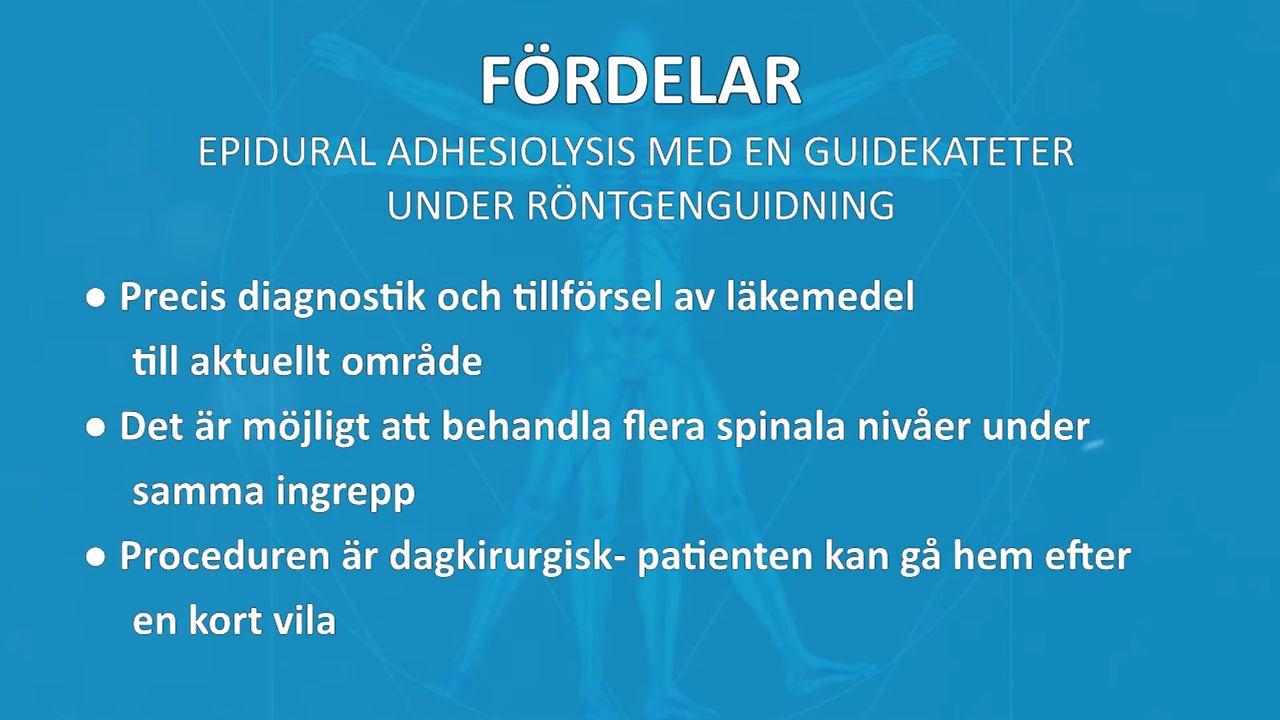 FÖRDELAR
EPIDURAL ADHESIOLYSIS MED EN GUIDEKATETER
UNDER RÖNTGENGUIDNING
● Precis diagnostik och tillförsel av läkemedel
till aktuellt område
● Det är möjligt att behandla flera spinala nivåer under
samma ingrepp
● Proceduren är dagkirurgisk- patienten kan gå hem efter
en kort vila